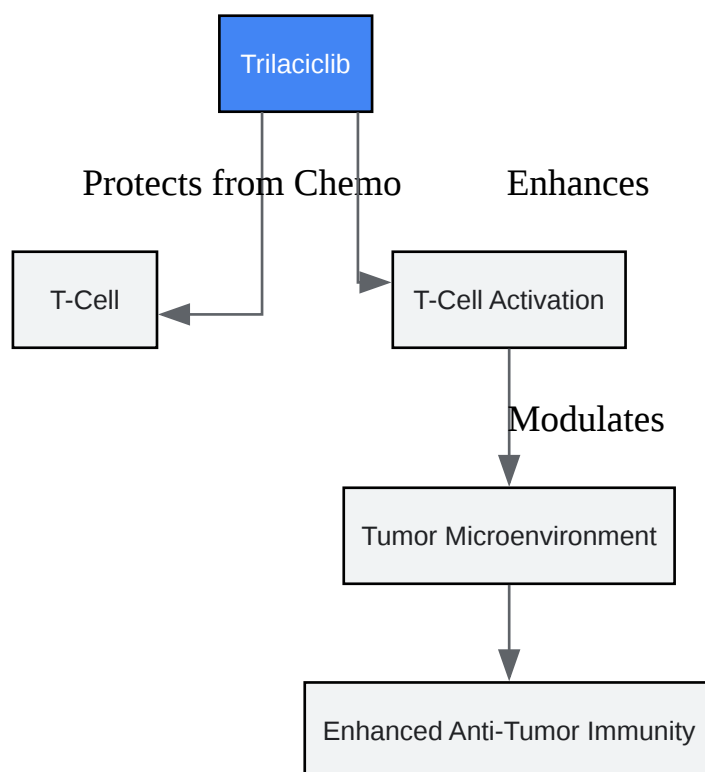 Trilaciclib
Protects from Chemo
Enhances
T-Cell
T-Cell Activation
Modulates
Tumor Microenvironment
Enhanced Anti-Tumor Immunity